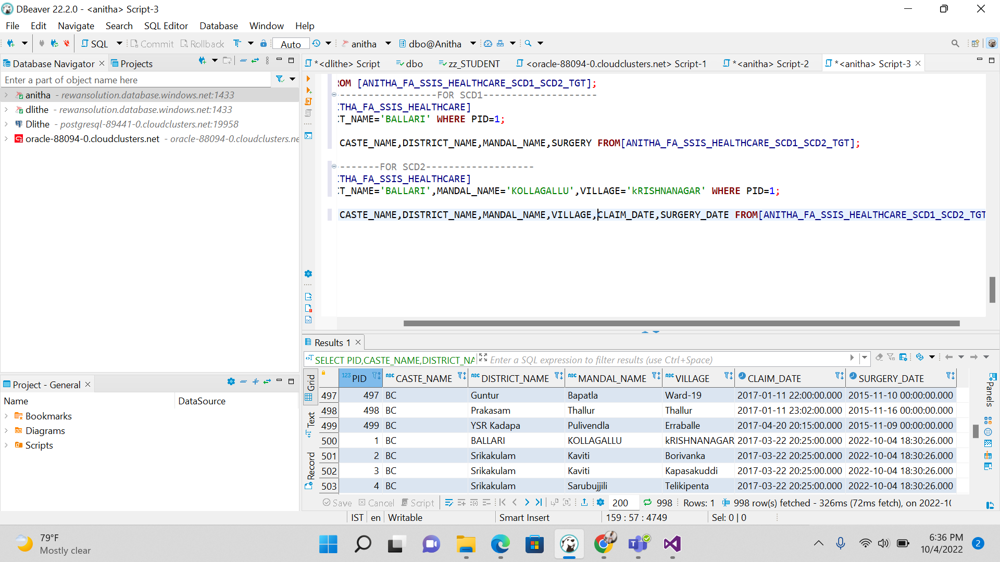 DBeaver 22.2.0 - <anitha> Script-3
File Edit Navigate Search SQL Editor Database Window Help
SQL Commit Rollback Auto anitha dbo@Anitha
Database Navigator Projects
*<dlithe> Script dbo zz_STUDENT <oracle-88094-0.cloudclusters.net> Script-1 *<anitha> Script-2 *<anitha> Script-3
Enter a part of object name here
anitha - rewansolution.database.windows.net:1433
dlithe - rewansolution.database.windows.net:1433
Dlithe - postgresql-89441-0.cloudclusters.net:19958
oracle-88094-0.cloudclusters.net - oracle-88094-0.cloudclusters.ne
ROM [ANITHA_FA_SSIS_HEALTHCARE_SCD1_SCD2_TGT];
-----------------FOR SCD1--------------------
ITHA_FA_SSIS_HEALTHCARE]
CT_NAME='BALLARI' WHERE PID=1;
CASTE_NAME,DISTRICT_NAME,MANDAL_NAME,SURGERY FROM[ANITHA_FA_SSIS_HEALTHCARE_SCD1_SCD2_TGT];
-------FOR SCD2-------------------
ITHA_FA_SSIS_HEALTHCARE]
CT_NAME='BALLARI',MANDAL_NAME='KOLLAGALLU',VILLAGE='kRISHNANAGAR' WHERE PID=1;
CASTE_NAME,DISTRICT_NAME,MANDAL_NAME,VILLAGE,CLAIM_DATE,SURGERY_DATE FROM[ANITHA_FA_SSIS_HEALTHCARE_SCD1_SCD2_TGT
Project - General
Name DataSource
Bookmarks
Diagrams
Scripts
Results 1
SELECT PID,CASTE_NAME,DISTRICT_NA Enter a SQL expression to filter results (use Ctrl+Space)
Grid
Text
Record
Panels
123 PID ABC CASTE_NAME ABC DISTRICT_NAME ABC MANDAL_NAME ABC VILLAGE CLAIM_DATE SURGERY_DATE
497 497 BC Guntur Bapatla Ward-19 2017-01-11 22:00:00.000 2015-11-10 00:00:00.000
498 498 BC Prakasam Thallur Thallur 2017-01-11 23:02:00.000 2015-11-16 00:00:00.000
499 499 BC YSR Kadapa Pulivendla Erraballe 2017-04-20 20:15:00.000 2015-11-09 00:00:00.000
500 1 BC BALLARI KOLLAGALLU kRISHNANAGAR 2017-03-22 20:25:00.000 2022-10-04 18:30:26.000
501 2 BC Srikakulam Kaviti Borivanka 2017-03-22 20:25:00.000 2022-10-04 18:30:26.000
502 3 BC Srikakulam Kaviti Kapasakuddi 2017-03-22 20:25:00.000 2022-10-04 18:30:26.000
503 4 BC Srikakulam Sarubujjili Telikipenta 2017-03-22 20:25:00.000 2022-10-04 18:30:26.000
Save Cancel Script 200 998 Rows: 1 998 row(s) fetched - 326ms (72ms fetch), on 2022-10
IST en Writable Smart Insert 159 : 57 : 4749 Sel: 0 | 0
79°F
Mostly clear
6:36 PM
10/4/2022
2